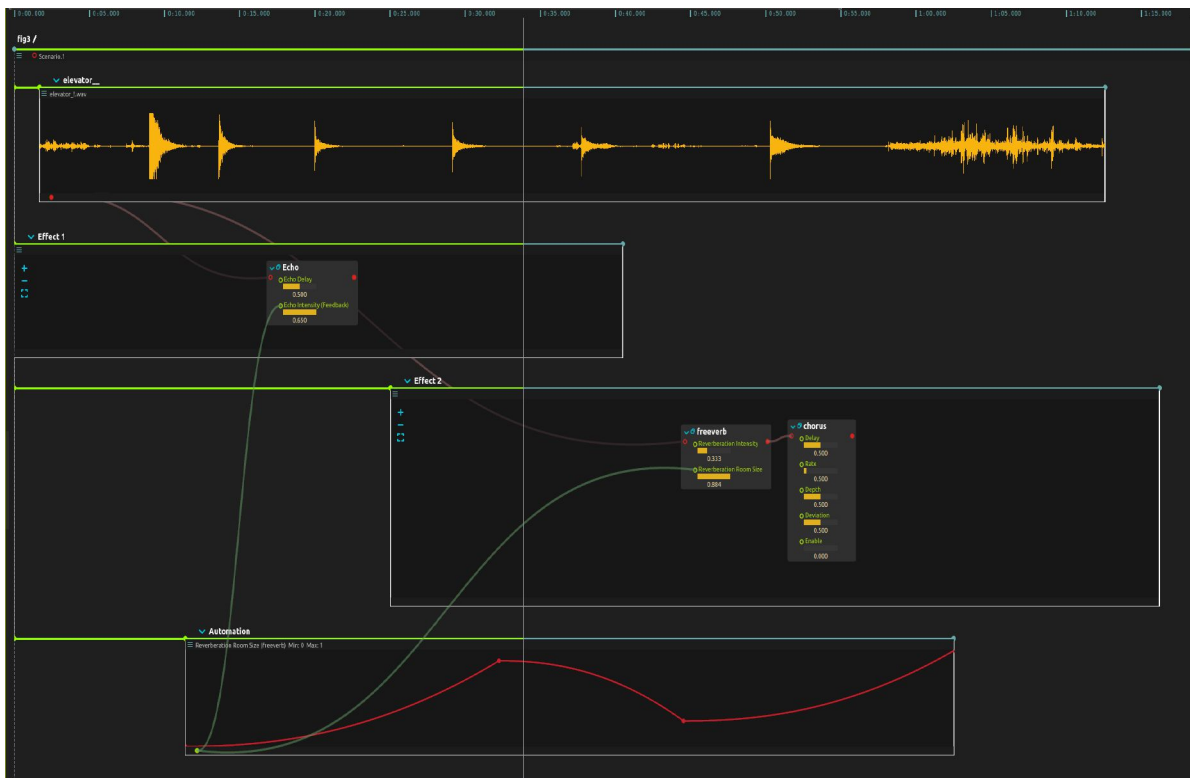 0:00.000 0:05.000 0:10.000 0:15.000 0:20.000 0:25.000 0:30.000 0:35.000 0:40.000 0:45.000 0:50.000 0:55.000 1:00.000 1:05.000 1:10.000 1:15.000
fig3 /
Scenario.1
elevator__
elevator_1.wav
Effect 1
Echo
Echo Delay
0.500
Echo Intensity (Feedback)
0.650
Effect 2
freeverb
Reverberation Intensity
0.333
Reverberation Room Size
0.884
chorus
Delay
0.500
Rate
0.500
Depth
0.500
Deviation
0.500
Enable
0.000
Automation
Reverberation Room Size (freeverb) Min: 0 Max: 1